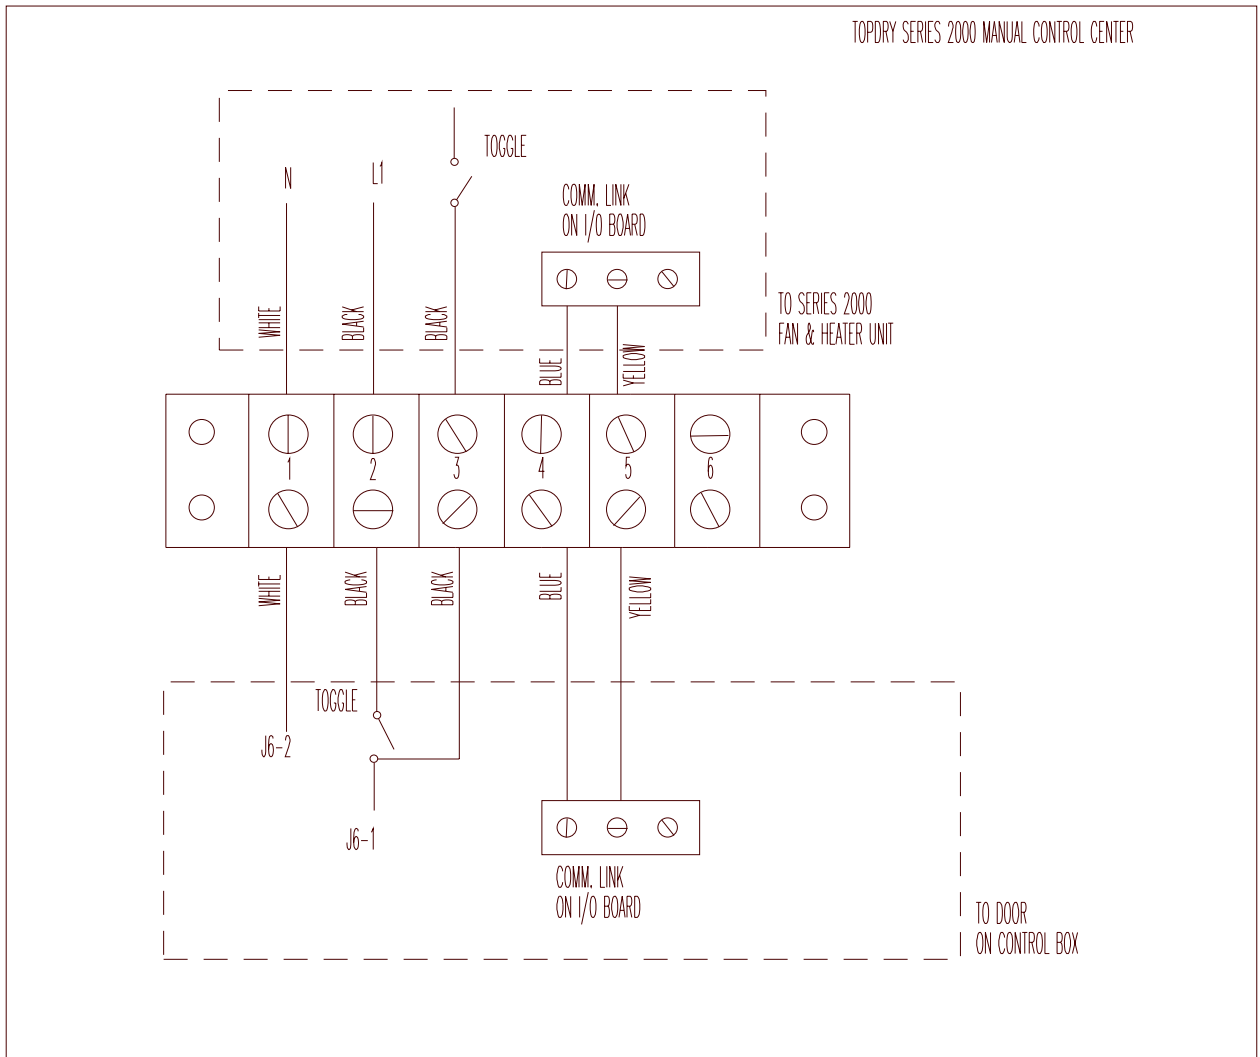 TOPDRY SERIES 2000 MANUAL CONTROL CENTER
TOGGLE
N
L1
COMM. LINK
ON I/O BOARD
WHITE
BLACK
BLACK
TO SERIES 2000
FAN & HEATER UNIT
BLUE
YELLOW
1
2
3
4
5
6
WHITE
BLACK
BLACK
BLUE
YELLOW
TOGGLE
J6-2
J6-1
COMM. LINK
ON I/O BOARD
TO DOOR
ON CONTROL BOX